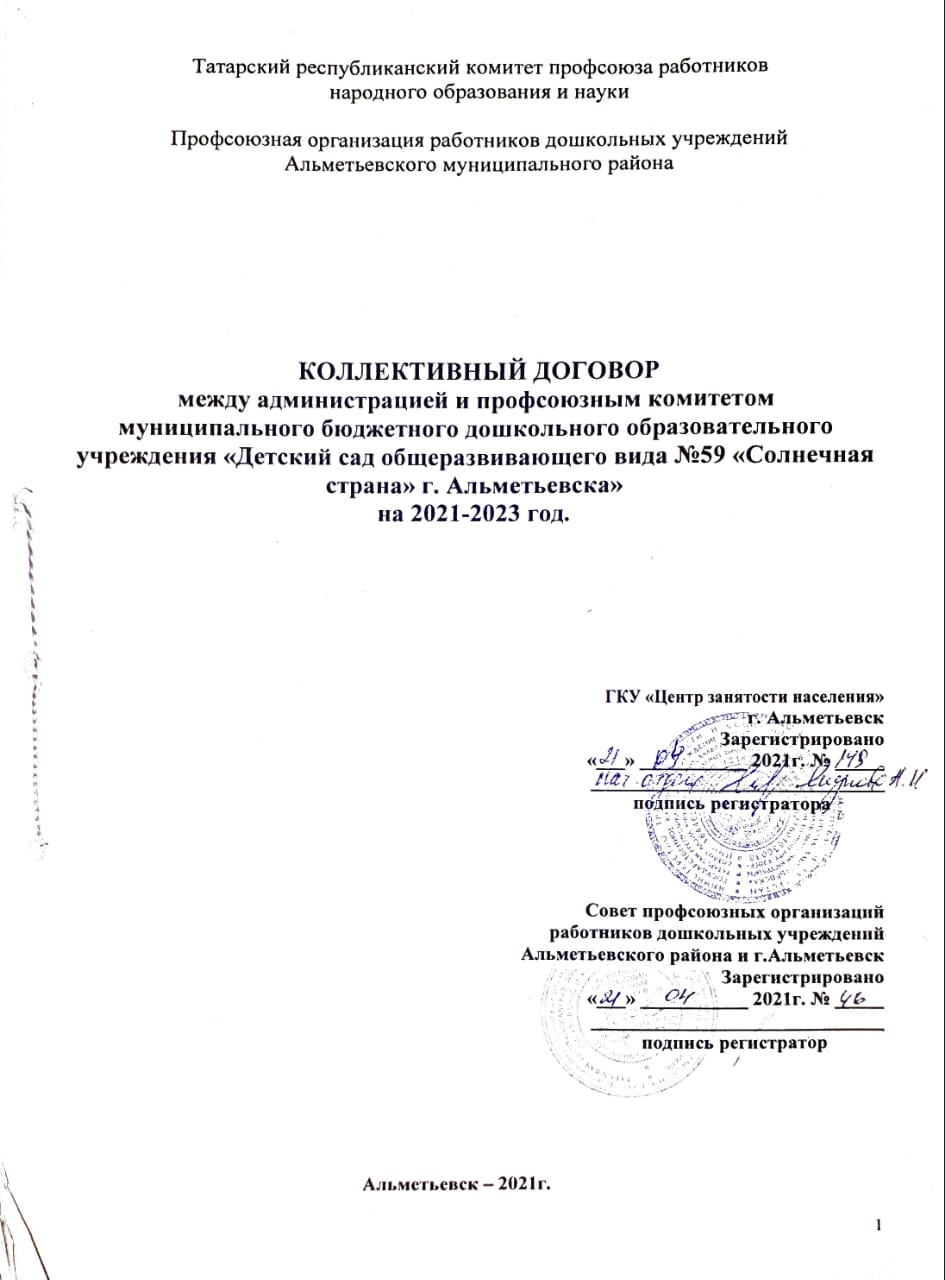 Татарский республиканский комитет профсоюза работников
народного образования и науки
Профсоюзная организация работников дошкольных учреждений
Альметьевского муниципального района
КОЛЛЕКТИВНЫЙ ДОГОВОР
между администрацией и профсоюзным комитетом
муниципального бюджетного дошкольного образовательного
учреждения «Детский сад общеразвивающего вида №59 «Солнечная
страна» г. Альметьевска»
на 2021-2023 год.
ГКУ «Центр занятости населения»
г. Альметьевск
Зарегистрировано
«21» 04 2021г. № 149
нач отдела А.И.
подпись регистратора
Совет профсоюзных организаций
работников дошкольных учреждений
Альметьевского района и г.Альметьевск
Зарегистрировано
«21» 04 2021г. № 46
подпись регистратор
Альметьевск – 2021г.
1